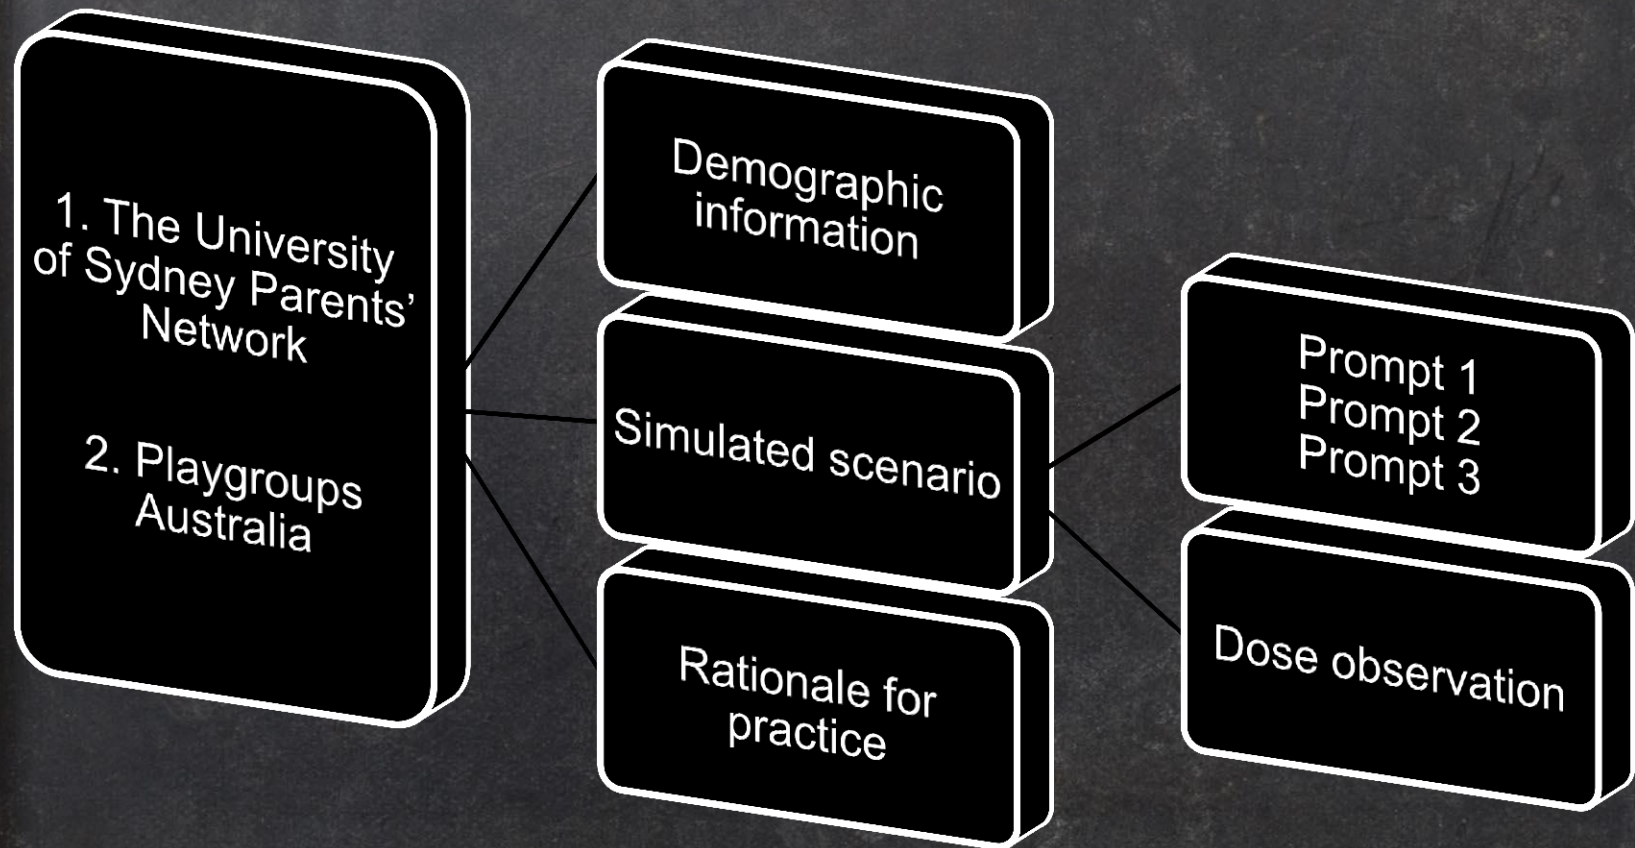 1. The University
of Sydney Parents’
Network
2. Playgroups
Australia
Demographic
information
Simulated scenario
Rationale for
practice
Prompt 1
Prompt 2
Prompt 3
Dose observation